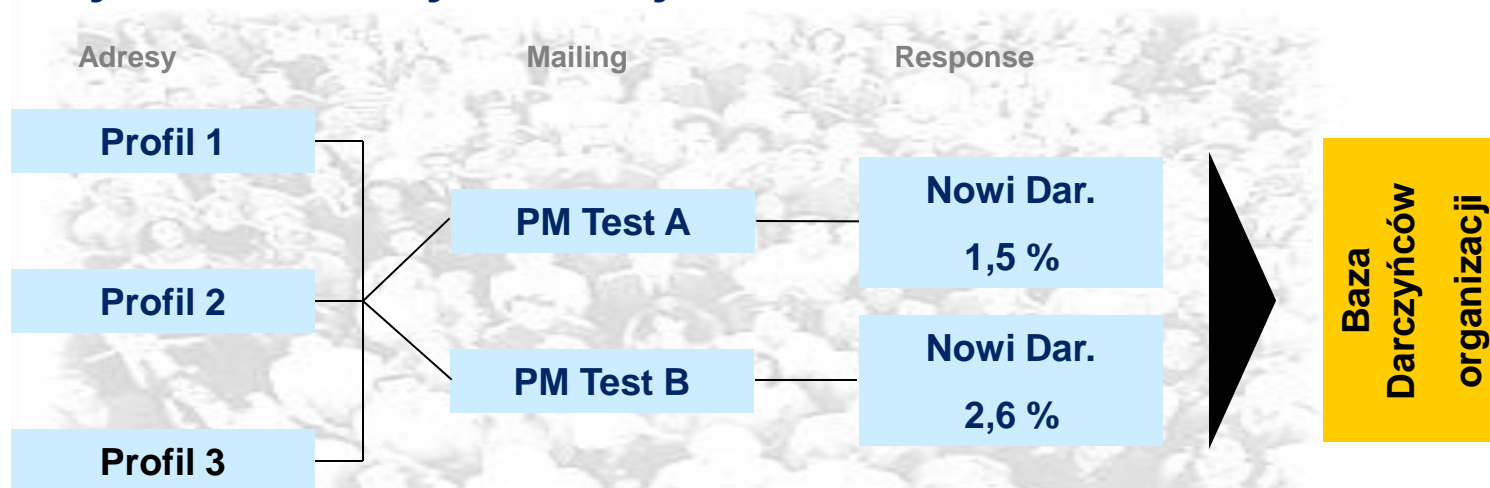 Adresy
Mailing
Response
Profil 1
Profil 2
Profil 3
PM Test A
PM Test B
Nowi Dar.
1,5 %
Nowi Dar.
2,6 %
Baza
Darczyńców
organizacji